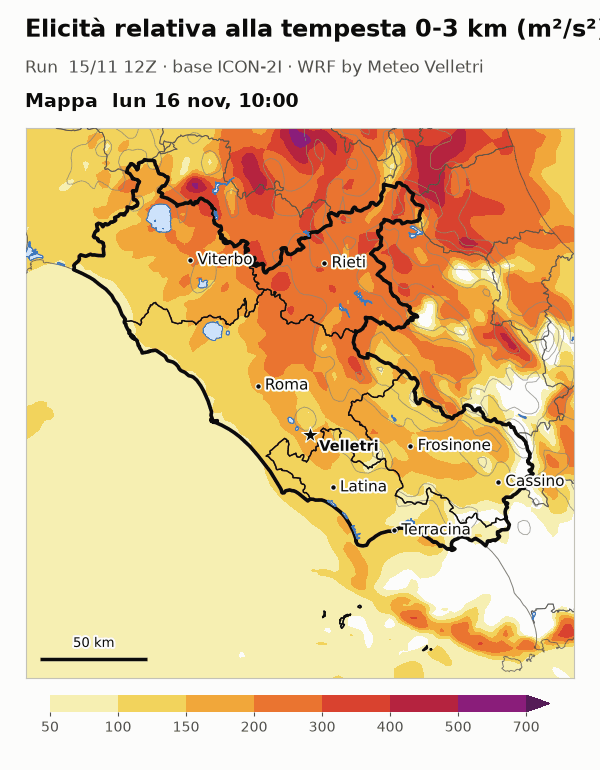 Elicità relativa alla tempesta 0-3 km (m²/s²)
Run  15/11 12Z · base ICON-2I · WRF by Meteo Velletri
Mappa  lun 16 nov, 10:00
Viterbo
Rieti
Roma
Velletri
Frosinone
Latina
Cassino
Terracina
50 km
50 100 150 200 300 400 500 700